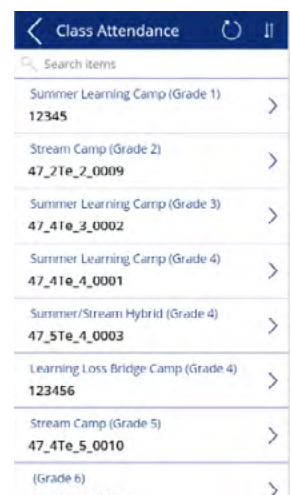 Class Attendance
Search items
Summer Learning Camp (Grade 1)
12345
Stream Camp (Grade 2)
47_2Te_2_0009
Summer Learning Camp (Grade 3)
47_4Te_3_0002
Summer Learning Camp (Grade 4)
47_4Te_4_0001
Summer/Stream Hybrid (Grade 4)
47_5Te_4_0003
Learning Loss Bridge Camp (Grade 4)
123456
Stream Camp (Grade 5)
47_4Te_5_0010
(Grade 6)